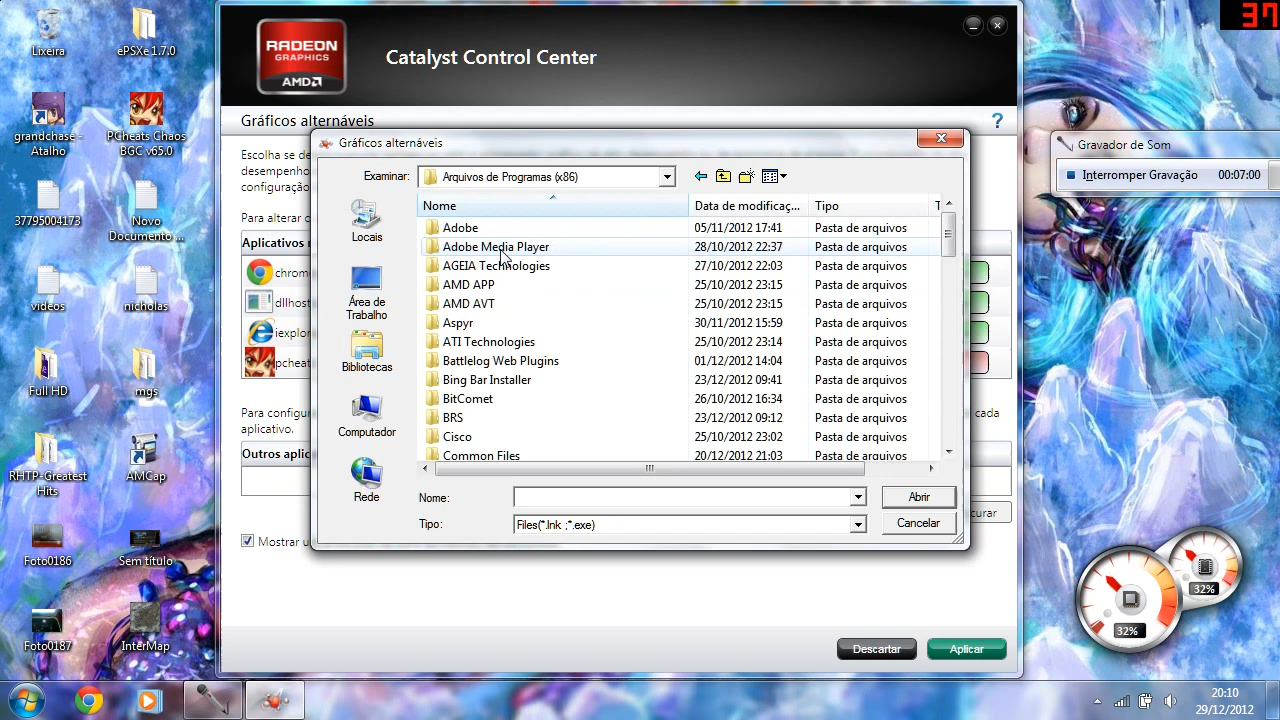 Lixeira
ePSXe 1.7.0
grandchase - Atalho
PCheats Chaos BGC v65.0
37795004173
Novo Documento ...
videos
nicholas
Full HD
mgs
RHTP-Greatest Hits
AMCap
Foto0186
Sem título
Foto0187
InterMap
RADEON
GRAPHICS
AMD
Catalyst Control Center
37
Gráficos alternáveis
?
Escolha se de
desempenho
configuração
Para alterar o
Aplicativos r
chrom
dllhost
iexplor
pcheat
Para configu
cada
aplicativo.
Outros aplic
curar
Mostrar u
Descartar
Aplicar
Gráficos alternáveis
Examinar:
Arquivos de Programas (x86)
Locais
Área de Trabalho
Bibliotecas
Computador
Rede
Nome Data de modificaç... Tipo T
Adobe 05/11/2012 17:41 Pasta de arquivos
Adobe Media Player 28/10/2012 22:37 Pasta de arquivos
AGEIA Technologies 27/10/2012 22:03 Pasta de arquivos
AMD APP 25/10/2012 23:15 Pasta de arquivos
AMD AVT 25/10/2012 23:15 Pasta de arquivos
Aspyr 30/11/2012 15:59 Pasta de arquivos
ATI Technologies 25/10/2012 23:14 Pasta de arquivos
Battlelog Web Plugins 01/12/2012 14:04 Pasta de arquivos
Bing Bar Installer 23/12/2012 09:41 Pasta de arquivos
BitComet 26/10/2012 16:34 Pasta de arquivos
BRS 23/12/2012 09:12 Pasta de arquivos
Cisco 25/10/2012 23:02 Pasta de arquivos
Common Files 20/12/2012 21:03 Pasta de arquivos
Nome:
Abrir
Tipo:
Files(*.lnk ;*.exe)
Cancelar
Gravador de Som
Interromper Gravação 00:07:00
32%
32%
20:10
29/12/2012